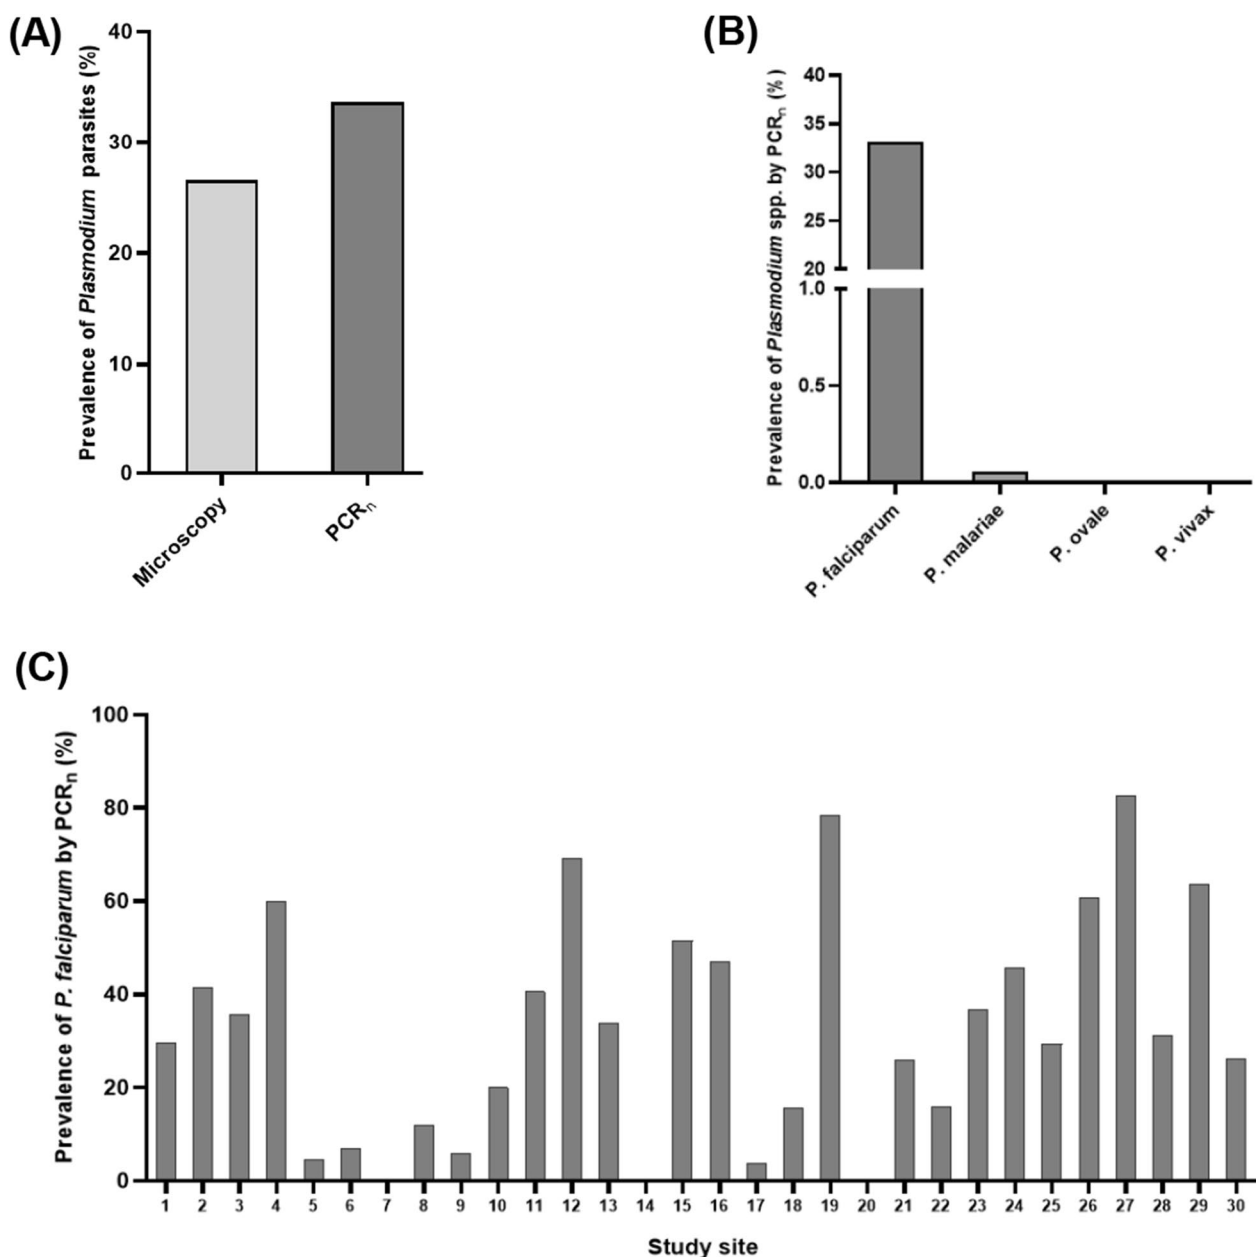 (A)
Prevalence of Plasmodium parasites (%)
40
30
20
10
0
Microscopy
PCRn
(B)
Prevalence of Plasmodium spp. by PCRn (%)
40
35
30
25
20
1.0
0.5
0.0
P. falciparum
P. malariae
P. ovale
P. vivax
(C)
Prevalence of P. falciparum by PCRn (%)
100
80
60
40
20
0
1 2 3 4 5 6 7 8 9 10 11 12 13 14 15 16 17 18 19 20 21 22 23 24 25 26 27 28 29 30
Study site